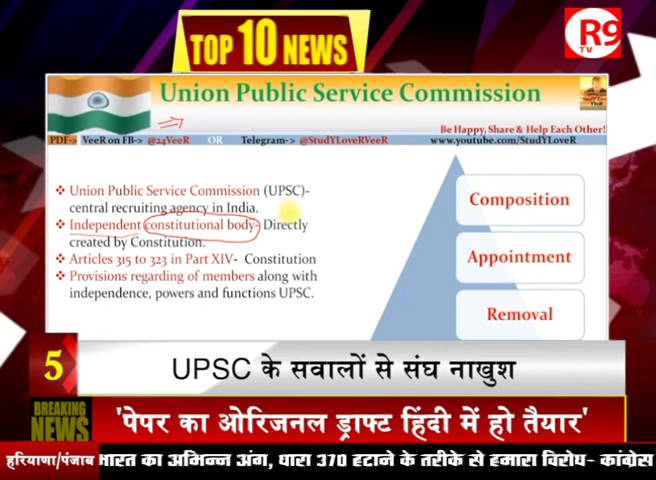 TOP 10 NEWS
R9
TV
Union Public Service Commission
Be Happy, Share & Help Each Other!
PDF-> VeeR on FB-> @24VeeR OR Telegram-> @StudYLoveRVeeR www.youtube.com/StudYLoveR
❖ Union Public Service Commission (UPSC)-
central recruiting agency in India.
❖ Independent constitutional body- Directly
created by Constitution.
❖ Articles 315 to 323 in Part XIV- Constitution
❖ Provisions regarding of members along with
independence, powers and functions UPSC.
Composition
Appointment
Removal
5 UPSC के सवालों से संघ नाखुश
BREAKING
NEWS
'पेपर का ओरिजनल ड्राफ्ट हिंदी में हो तैयार'
हरियाणा/पंजाब भारत का अभिन्न अंग, धारा 370 हटाने के तरीके से हमारा विरोध- कांग्रेस